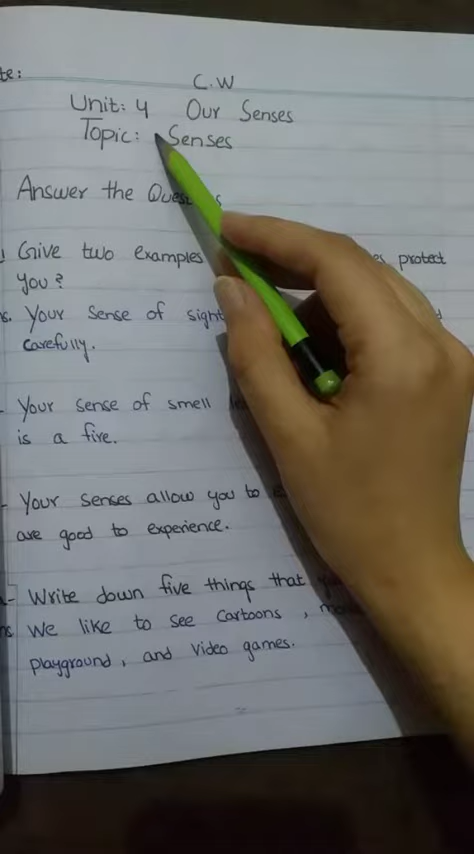 te:
C.W
Unit: 4 Our Senses
Topic: Senses
Answer the
Give two examples protect
you?
s. Your Sense of sight
carefully.
- Your sense of smell
is a fire.
- Your senses allow you to
are good to experience.
- Write down five things that
ns We like to see Cartoons,
playground, and video games.